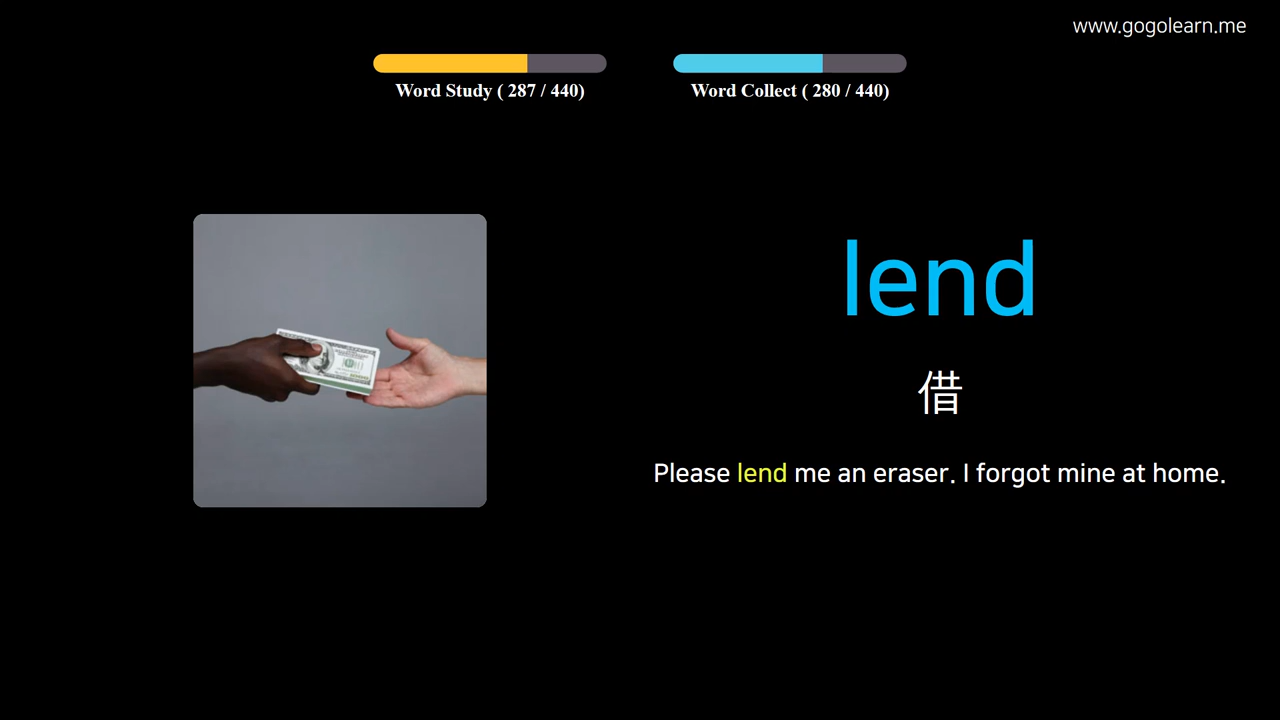 www.gogolearn.me
Word Study ( 287 / 440)
Word Collect ( 280 / 440)
lend
借
Please lend me an eraser. I forgot mine at home.